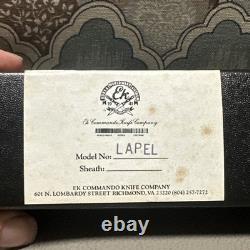 Ek
Ek Commando Knife Company
Model No: LAPEL
Sheath:
EK COMMANDO KNIFE COMPANY
601 N. LOMBARDY STREET RICHMOND, VA 23220 (804) 257-7272